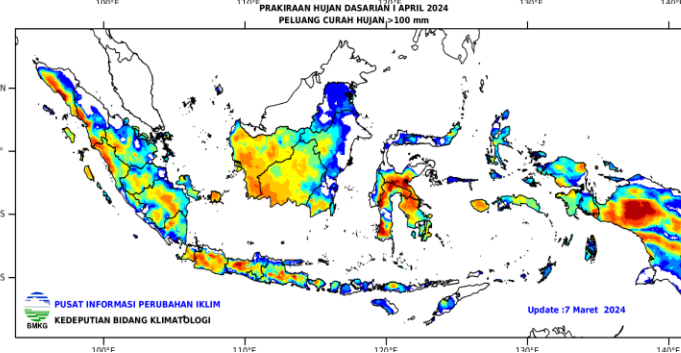 PRAKIRAAN HUJAN DASARIAN I APRIL 2024
100°E 110°E 120°E 130°E 140°
PELUANG CURAH HUJAN >100 mm
N
S
S
PUSAT INFORMASI PERUBAHAN IKLIM
Update :7 Maret 2024
KEDEPUTIAN BIDANG KLIMATOLOGI
BMKG
100°E 110°E 120°E 130°E 140°E